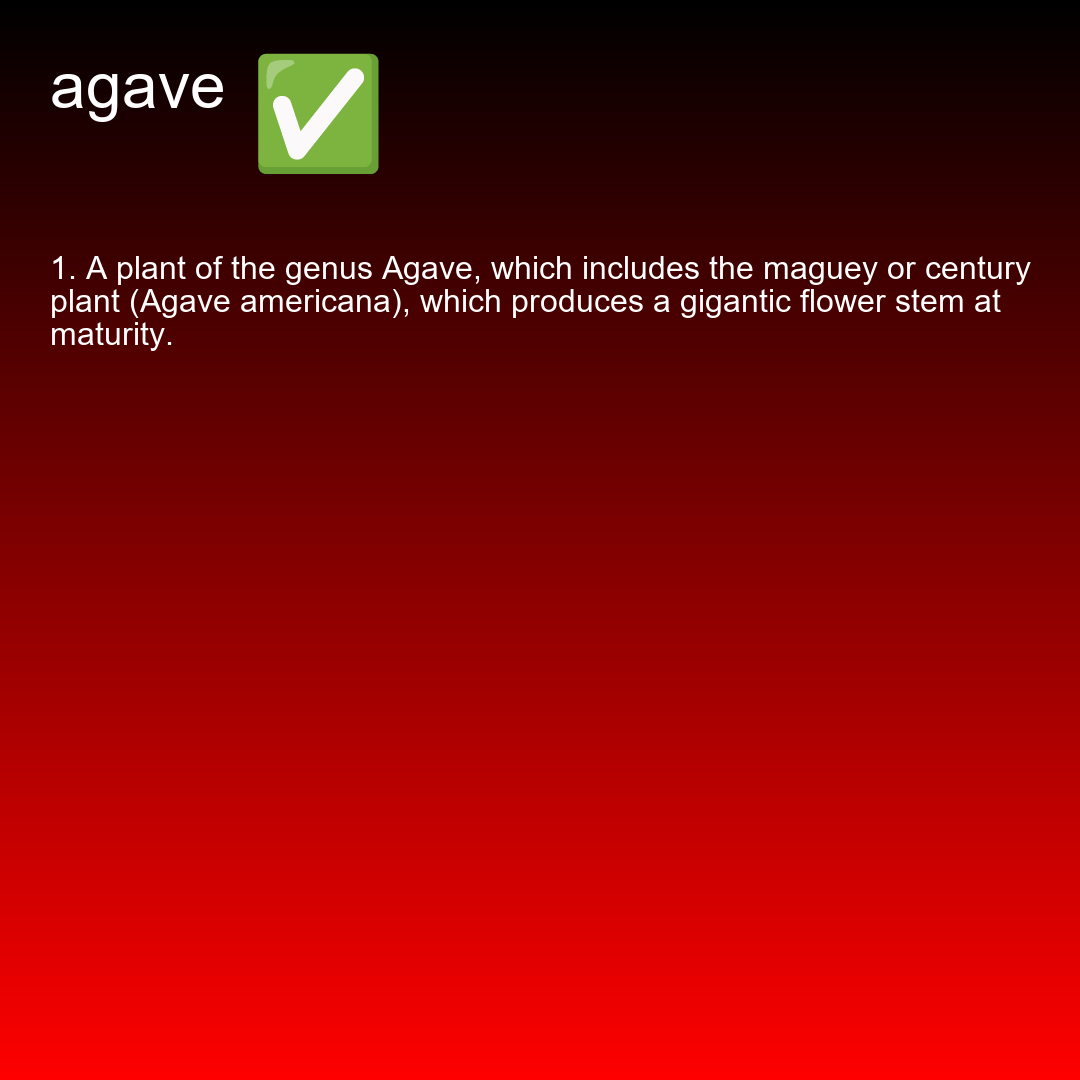 agave ✅
1. A plant of the genus Agave, which includes the maguey or century
plant (Agave americana), which produces a gigantic flower stem at
maturity.